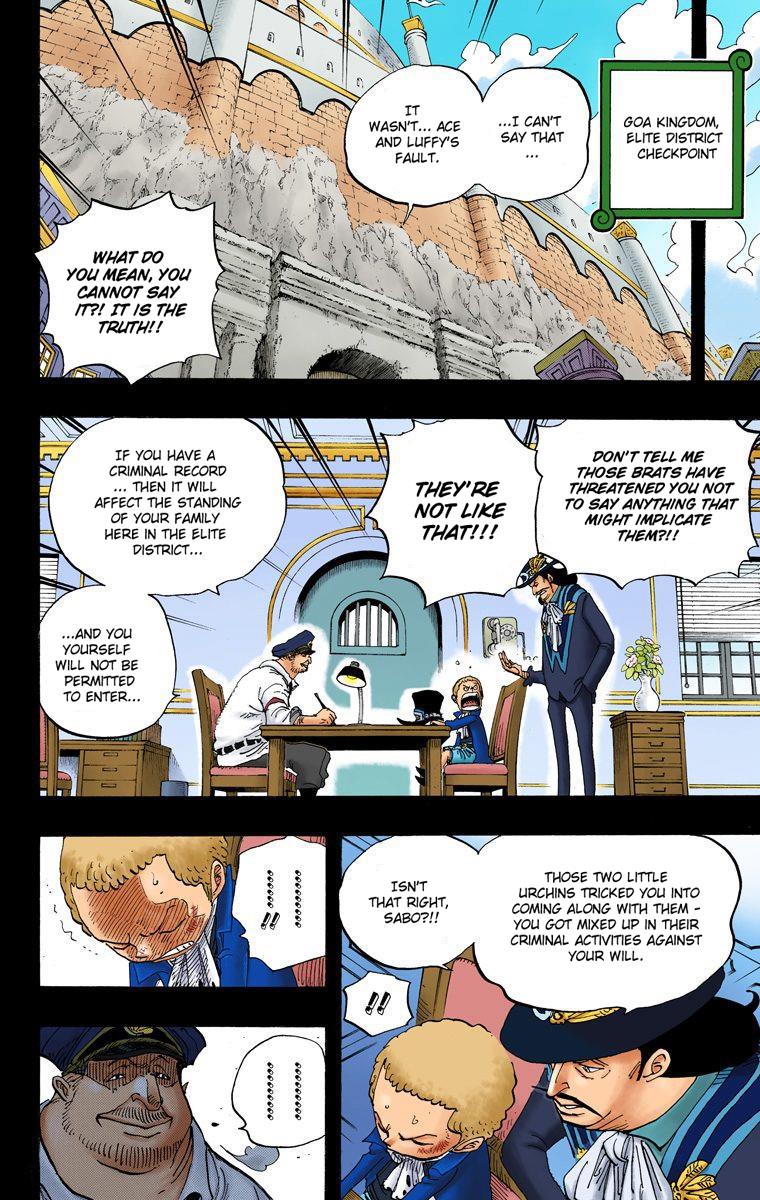 GOA KINGDOM,
ELITE DISTRICT
CHECKPOINT
...I CAN'T
SAY THAT
...
IT
WASN'T... ACE
AND LUFFY'S
FAULT.
WHAT DO
YOU MEAN, YOU
CANNOT SAY
IT?! IT IS THE
TRUTH!!
DON'T TELL ME
THOSE BRATS HAVE
THREATENED YOU NOT
TO SAY ANYTHING THAT
MIGHT IMPLICATE
THEM?!!
THEY'RE
NOT LIKE
THAT!!!
IF YOU HAVE A
CRIMINAL RECORD
... THEN IT WILL
AFFECT THE STANDING
OF YOUR FAMILY
HERE IN THE ELITE
DISTRICT...
...AND YOU
YOURSELF
WILL NOT BE
PERMITTED
TO ENTER...
THOSE TWO LITTLE
URCHINS TRICKED YOU INTO
COMING ALONG WITH THEM -
YOU GOT MIXED UP IN THEIR
CRIMINAL ACTIVITIES AGAINST
YOUR WILL.
ISN'T
THAT RIGHT,
SABO?!!
!!
.........
......!!
.........
.........